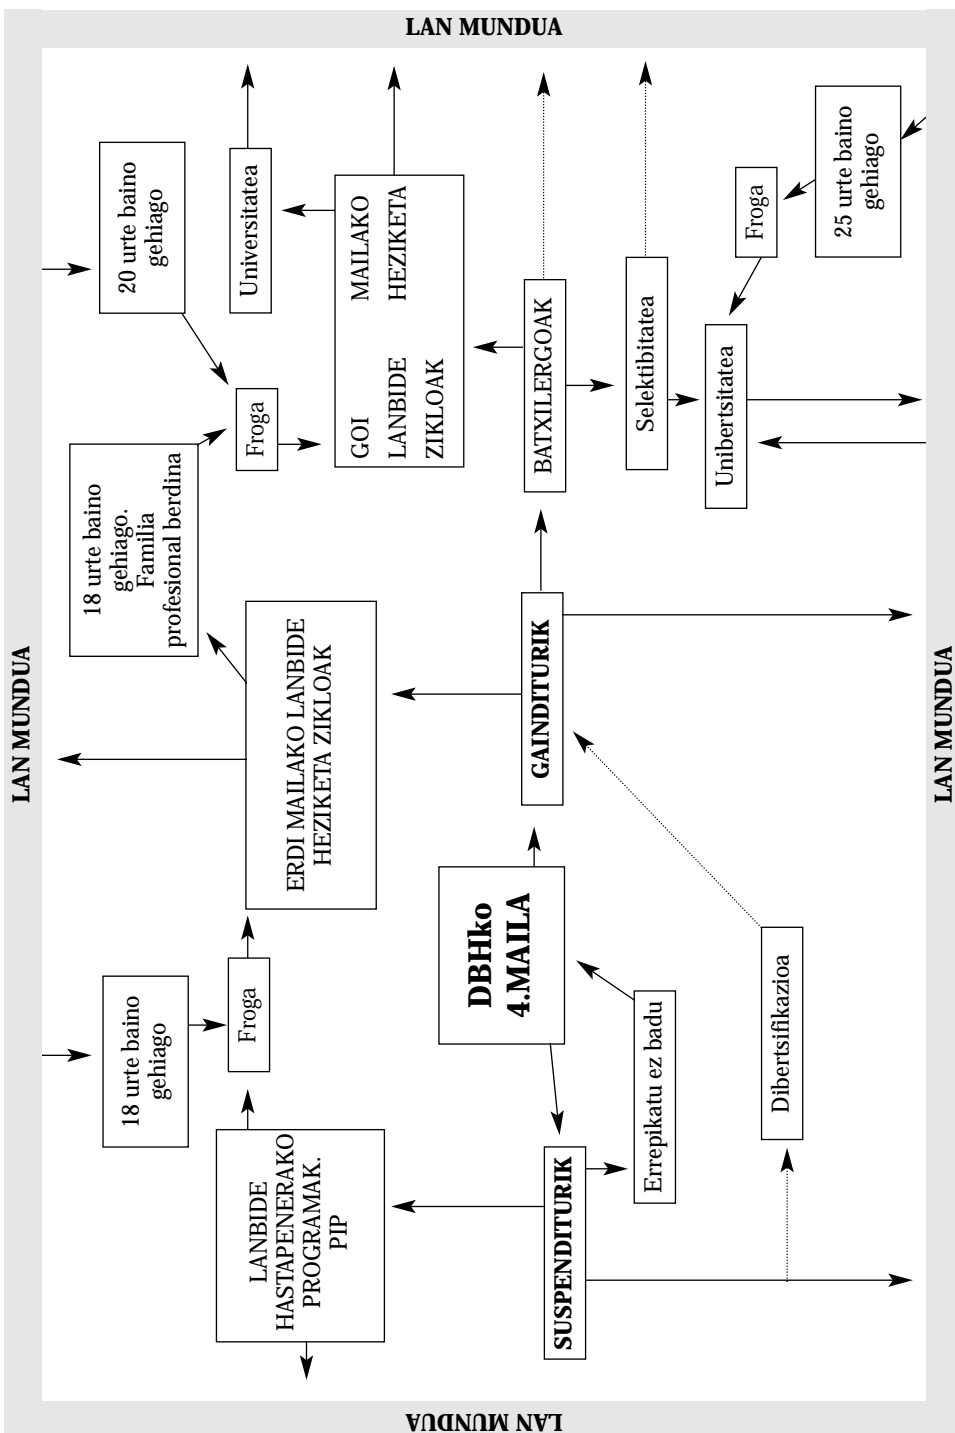 LAN MUNDUA
LAN MUNDUA
20 urte baino
gehiago
Universitatea
GOI MAILAKO
LANBIDE HEZIKETA
ZIKLOAK
BATXILERGOAK
Selektibitatea
Froga
25 urte baino
gehiago
Unibertsitatea
Froga
18 urte baino
gehiago.
Familia
profesional berdina
ERDI MAILAKO LANBIDE
HEZIKETA ZIKLOAK
GAINDITURIK
DBHko
4.MAILA
18 urte baino
gehiago
Froga
LANBIDE
HASTAPENERAKO
PROGRAMAK.
PIP
SUSPENDITURIK
Errepikatu ez badu
Dibertsifikazioa
LAN MUNDUA
LAN MUNDUA